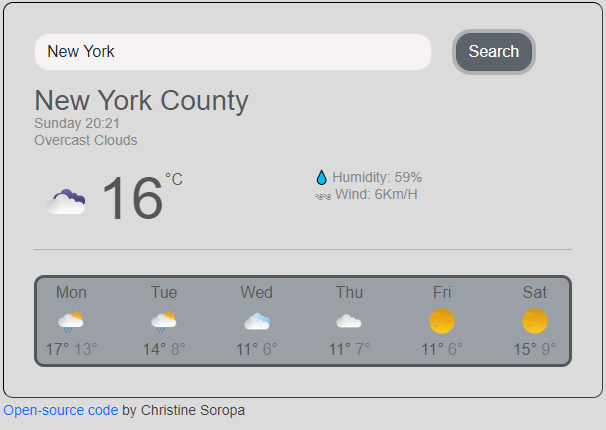 New York
Search
New York County
Sunday 20:21
Overcast Clouds
16°C
Humidity: 59%
Wind: 6Km/H
Mon Tue Wed Thu Fri Sat
17° 13° 14° 8° 11° 6° 11° 7° 11° 6° 15° 9°
Open-source code by Christine Soropa